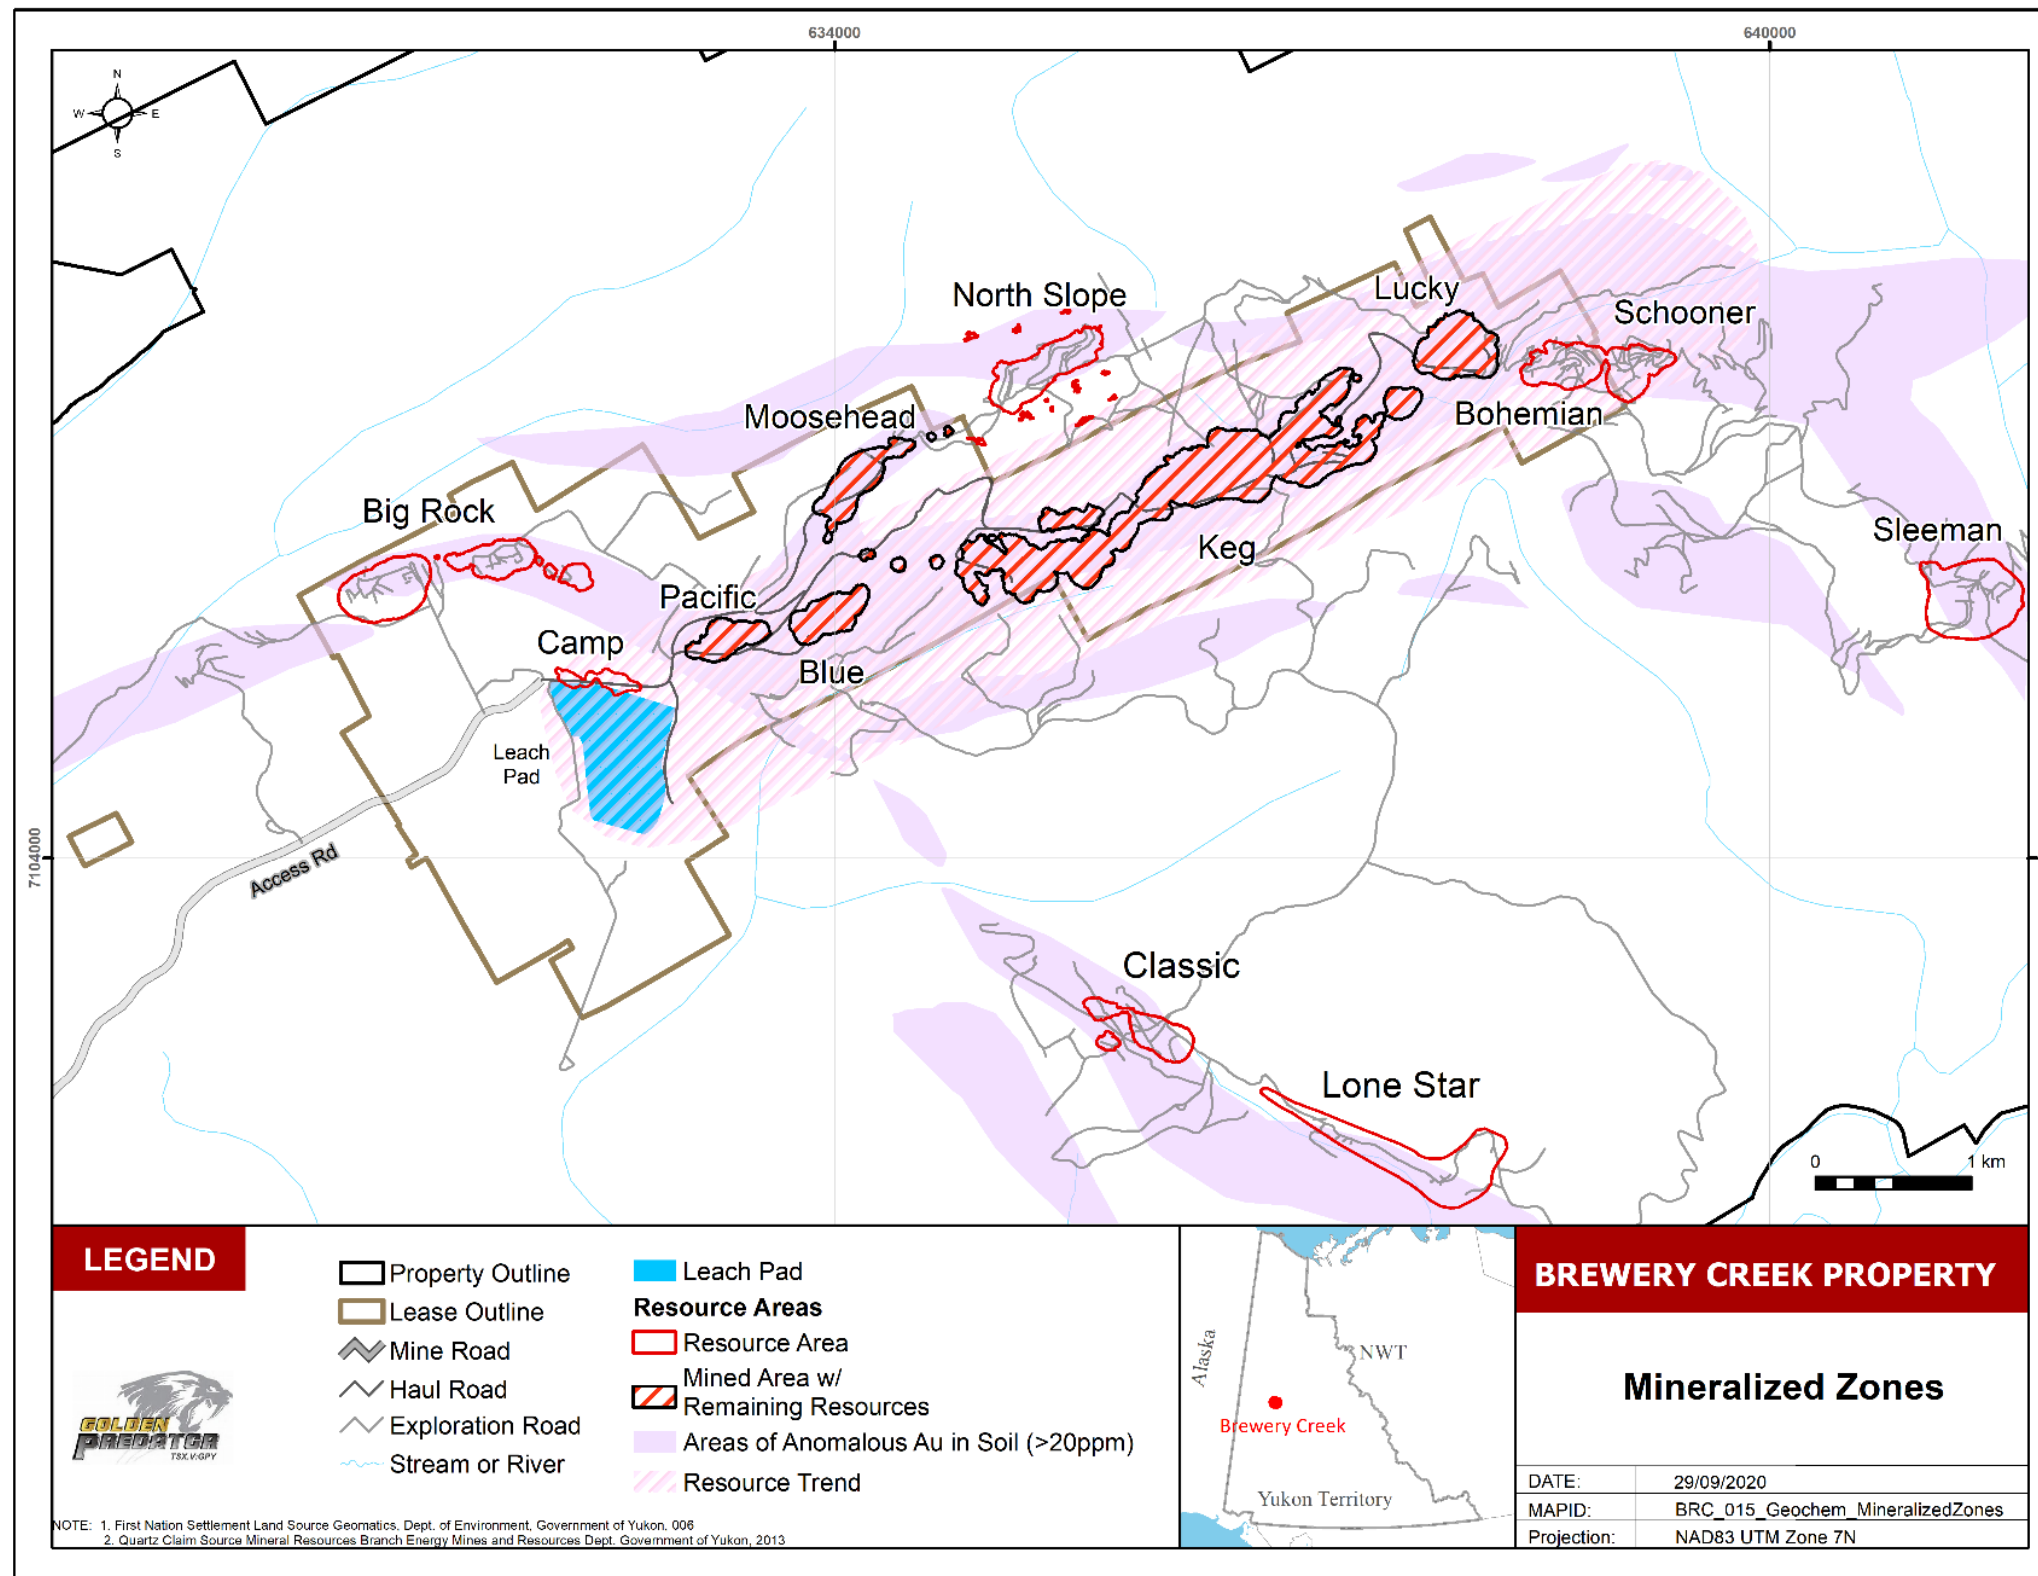 634000
640000
N
W
E
S
North Slope
Lucky
Schooner
Moosehead
Bohemian
Big Rock
Sleeman
Keg
Pacific
Camp
Blue
Leach
Pad
7104000
Access Rd
Classic
Lone Star
0
1 km
LEGEND
Property Outline
Lease Outline
Mine Road
Haul Road
Exploration Road
Stream or River
Leach Pad
Resource Areas
Resource Area
Mined Area w/
Remaining Resources
Areas of Anomalous Au in Soil (>20ppm)
Resource Trend
GOLDEN
PREDATOR
TSX.V:GPY
NOTE: 1. First Nation Settlement Land Source Geomatics. Dept. of Environment, Government of Yukon. 006
2. Quartz Claim Source Mineral Resources Branch Energy Mines and Resources Dept. Government of Yukon, 2013
Alaska
NWT
Brewery Creek
Yukon Territory
BREWERY CREEK PROPERTY
Mineralized Zones
DATE: 29/09/2020
MAPID: BRC_015_Geochem_MineralizedZones
Projection: NAD83 UTM Zone 7N